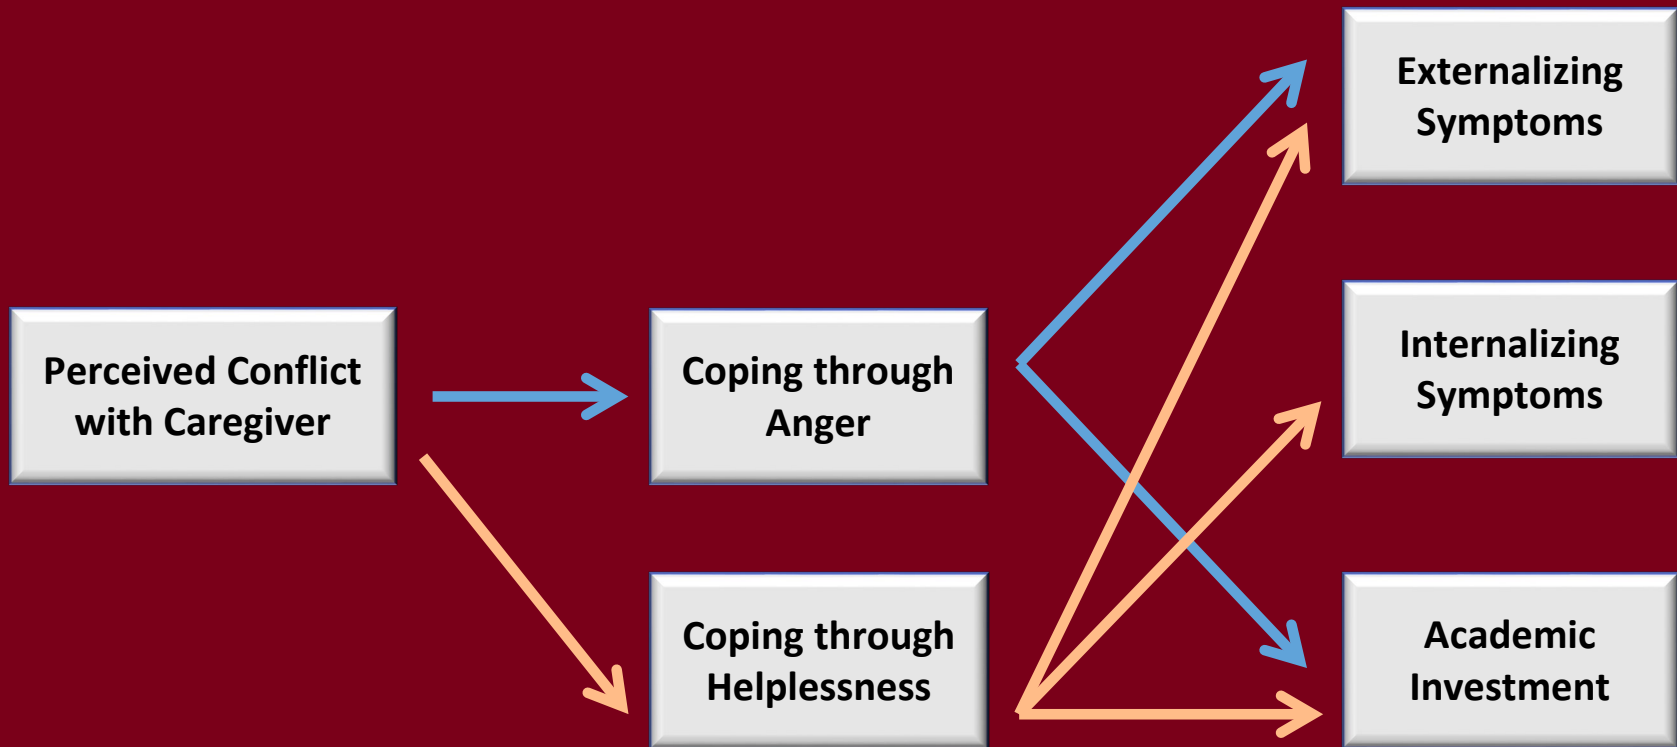 Externalizing
Symptoms
Perceived Conflict
with Caregiver
Coping through
Anger
Internalizing
Symptoms
Coping through
Helplessness
Academic
Investment